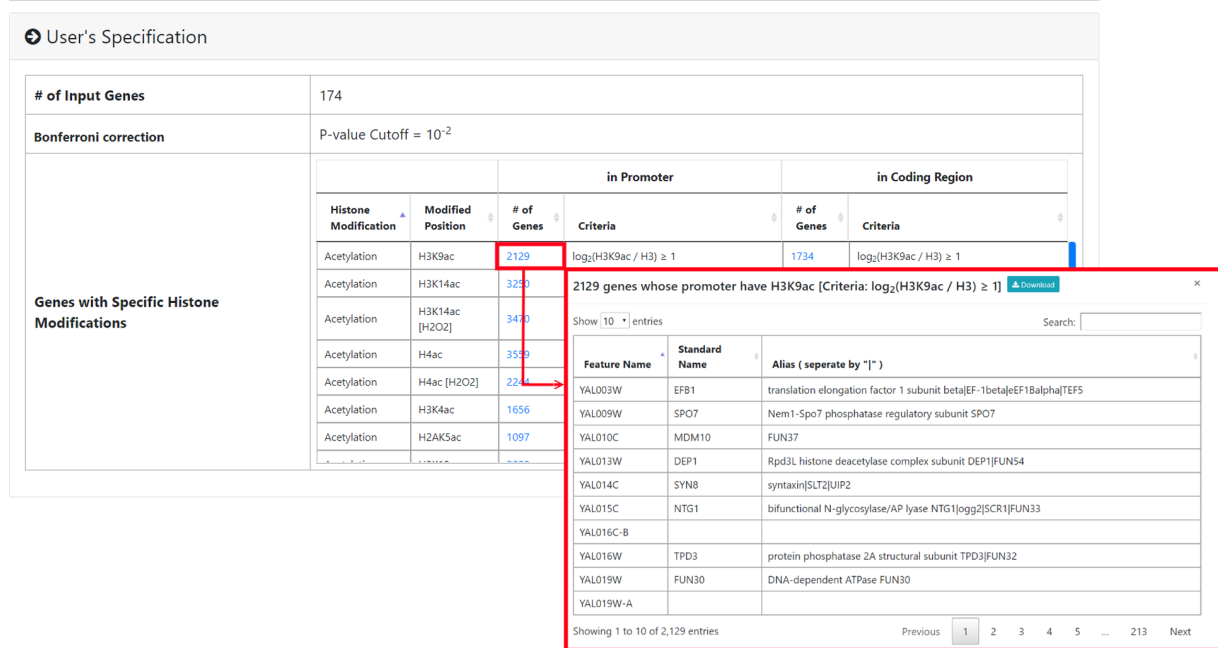 User's Specification
# of Input Genes 174
Bonferroni correction P-value Cutoff = 10-2
in Promoter in Coding Region
Histone Modification Modified Position # of Genes Criteria # of Genes Criteria
Acetylation H3K9ac 2129 log2(H3K9ac / H3) ≥ 1 1734 log2(H3K9ac / H3) ≥ 1
Acetylation H3K14ac
Acetylation H3K14ac [H2O2]
Acetylation H4ac
Acetylation H4ac [H2O2]
Acetylation H3K4ac 1656
Acetylation H2AK5ac 1097
Genes with Specific Histone
Modifications
2129 genes whose promoter have H3K9ac [Criteria: log2(H3K9ac / H3) ≥ 1] Download ×
Show 10 entries Search:
Feature Name Standard Name Alias ( seperate by "|" )
YAL003W EFB1 translation elongation factor 1 subunit beta|EF-1beta|eEF1Balpha|TEF5
YAL009W SPO7 Nem1-Spo7 phosphatase regulatory subunit SPO7
YAL010C MDM10 FUN37
YAL013W DEP1 Rpd3L histone deacetylase complex subunit DEP1|FUN54
YAL014C SYN8 syntaxin|SLT2|UIP2
YAL015C NTG1 bifunctional N-glycosylase/AP lyase NTG1|ogg2|SCR1|FUN33
YAL016C-B
YAL016W TPD3 protein phosphatase 2A structural subunit TPD3|FUN32
YAL019W FUN30 DNA-dependent ATPase FUN30
YAL019W-A
Showing 1 to 10 of 2,129 entries Previous 1 2 3 4 5 ... 213 Next